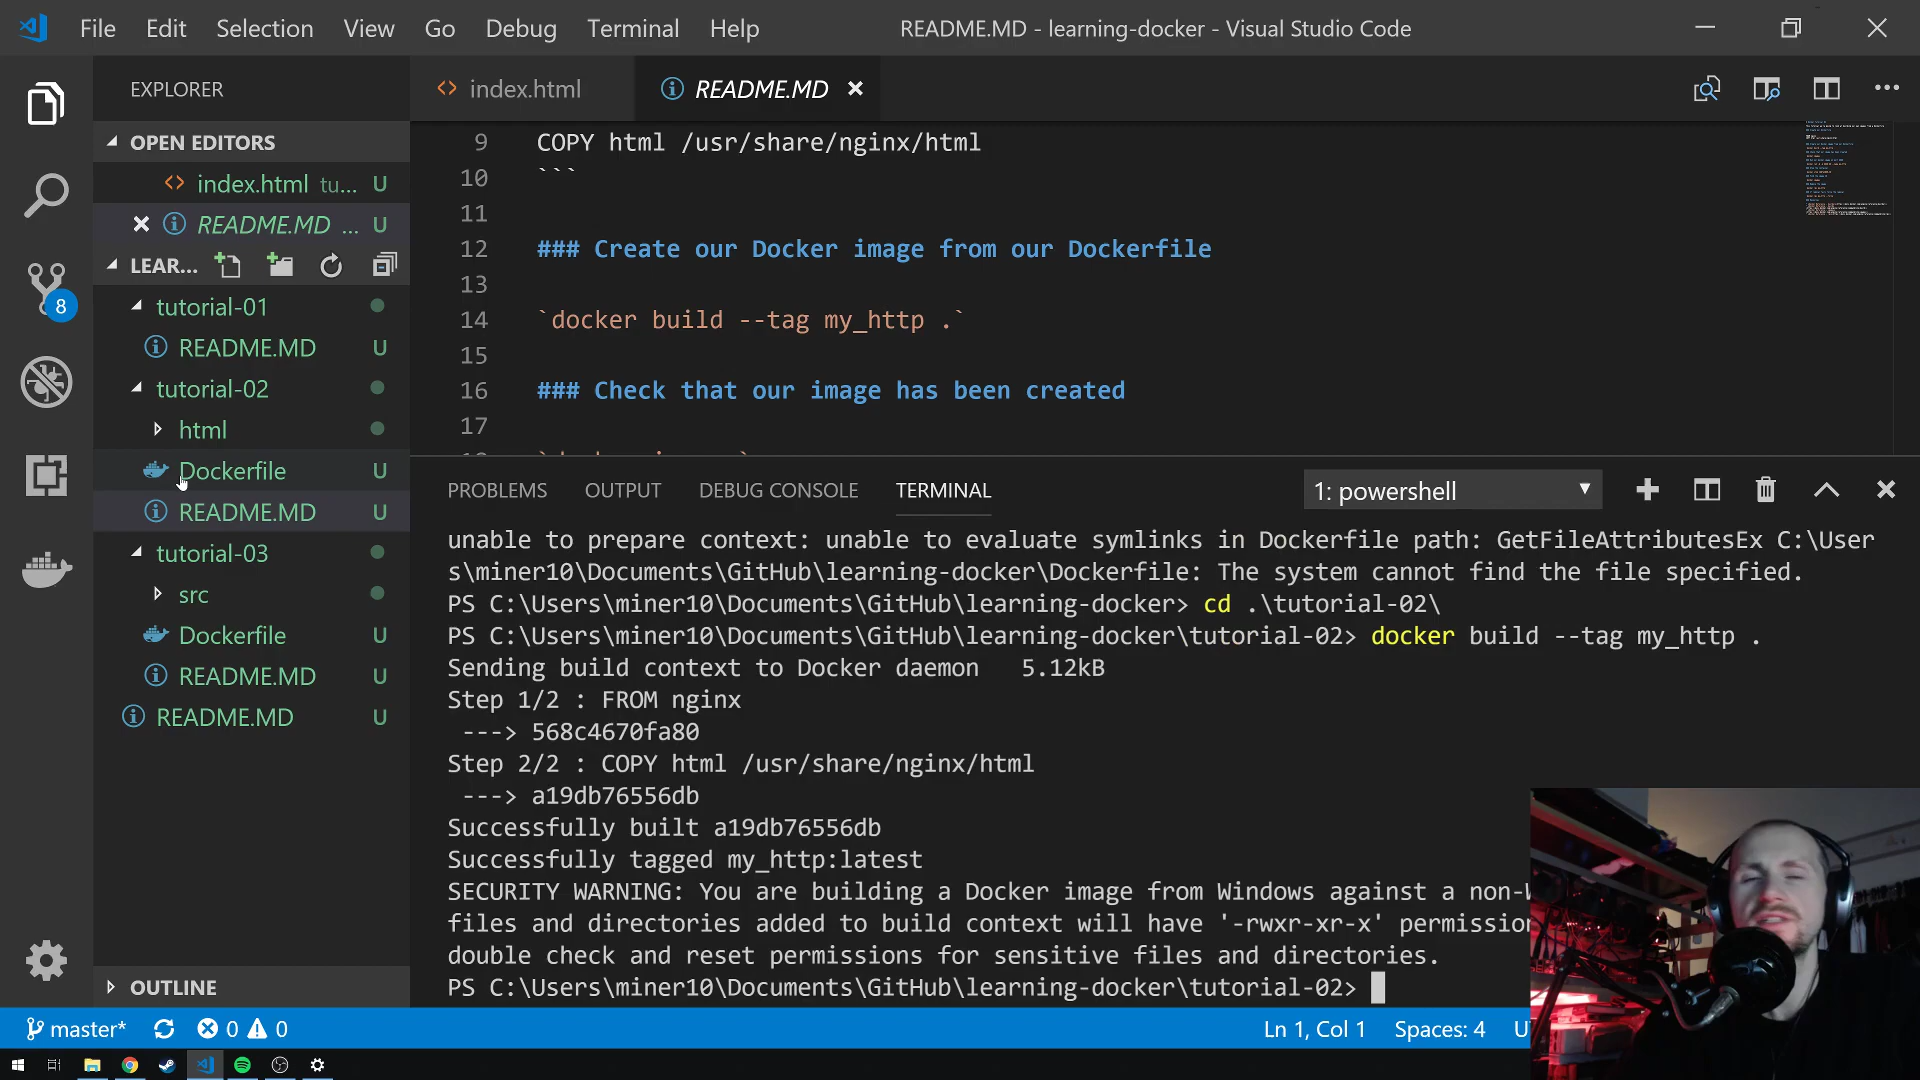 File Edit Selection View Go Debug Terminal Help
README.MD - learning-docker - Visual Studio Code
EXPLORER
OPEN EDITORS
index.html tu... U
README.MD ... U
LEAR...
tutorial-01
README.MD U
tutorial-02
html
Dockerfile U
README.MD U
tutorial-03
src
Dockerfile U
README.MD U
README.MD U
OUTLINE
8
index.html
README.MD
9 COPY html /usr/share/nginx/html
10 ```
11
12 ### Create our Docker image from our Dockerfile
13
14 `docker build --tag my_http .`
15
16 ### Check that our image has been created
17
PROBLEMS OUTPUT DEBUG CONSOLE TERMINAL
1: powershell
unable to prepare context: unable to evaluate symlinks in Dockerfile path: GetFileAttributesEx C:\User
s\miner10\Documents\GitHub\learning-docker\Dockerfile: The system cannot find the file specified.
PS C:\Users\miner10\Documents\GitHub\learning-docker> cd .\tutorial-02\
PS C:\Users\miner10\Documents\GitHub\learning-docker\tutorial-02> docker build --tag my_http .
Sending build context to Docker daemon 5.12kB
Step 1/2 : FROM nginx
---> 568c4670fa80
Step 2/2 : COPY html /usr/share/nginx/html
---> a19db76556db
Successfully built a19db76556db
Successfully tagged my_http:latest
SECURITY WARNING: You are building a Docker image from Windows against a non-W
files and directories added to build context will have '-rwxr-xr-x' permission
double check and reset permissions for sensitive files and directories.
PS C:\Users\miner10\Documents\GitHub\learning-docker\tutorial-02>
master* 0 0
Ln 1, Col 1 Spaces: 4 U